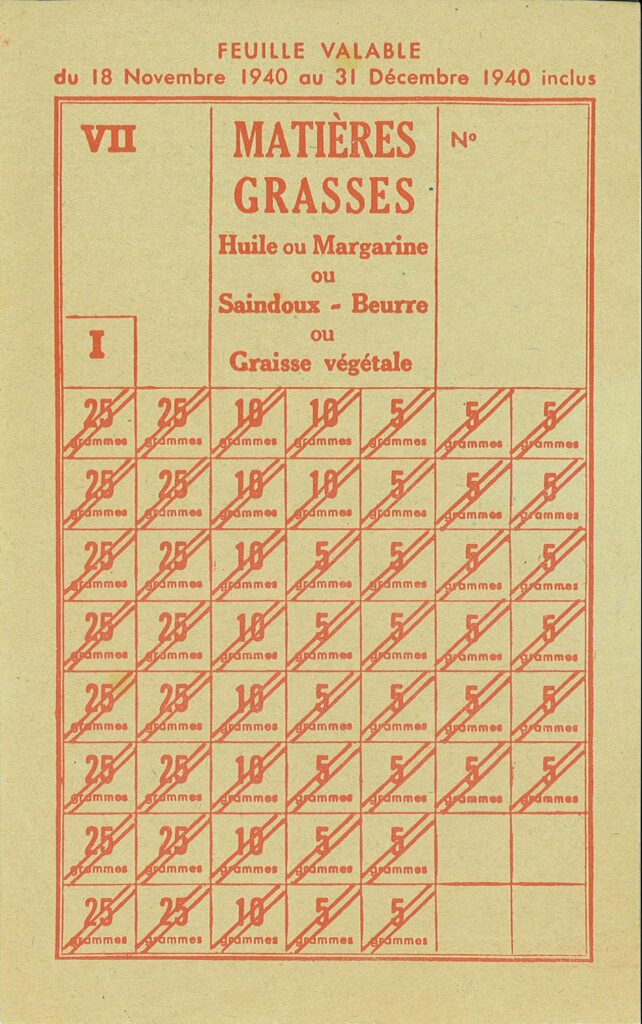 FEUILLE VALABLE
du 18 Novembre 1940 au 31 Décembre 1940 inclus
VII
MATIÈRES
Nº
GRASSES
Huile ou Margarine
ou
Saindoux - Beurre
ou
I
Graisse végétale
25 25 10 10 5 5 5
grammes grammes grammes grammes grammes grammes grammes
25 25 10 10 5 5 5
grammes grammes grammes grammes grammes grammes grammes
25 25 10 5 5 5 5
grammes grammes grammes grammes grammes grammes grammes
25 25 10 5 5 5 5
grammes grammes grammes grammes grammes grammes grammes
25 25 10 5 5 5 5
grammes grammes grammes grammes grammes grammes grammes
25 25 10 5 5 5 5
grammes grammes grammes grammes grammes grammes grammes
25 25 10 5 5
grammes grammes grammes grammes grammes
25 25 10 5 5
grammes grammes grammes grammes grammes